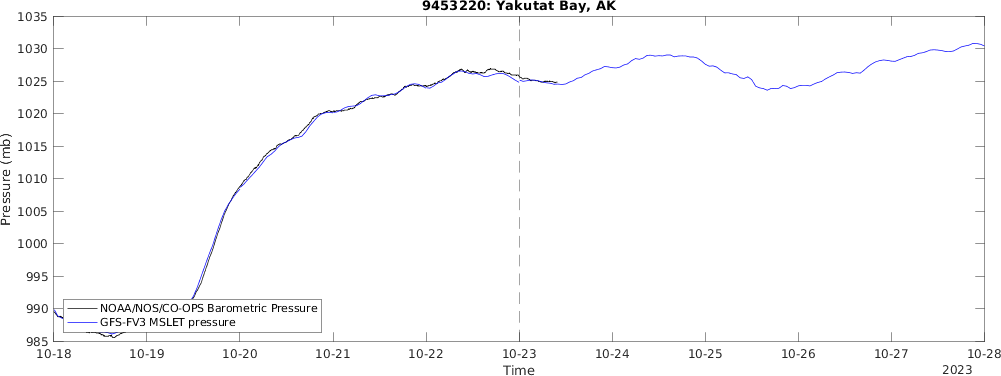 9453220: Yakutat Bay, AK
Pressure (mb)
1035
1030
1025
1020
1015
1010
1005
1000
995
990
985
NOAA/NOS/CO-OPS Barometric Pressure
GFS-FV3 MSLET pressure
10-18 10-19 10-20 10-21 10-22 10-23 10-24 10-25 10-26 10-27 10-28
Time
2023